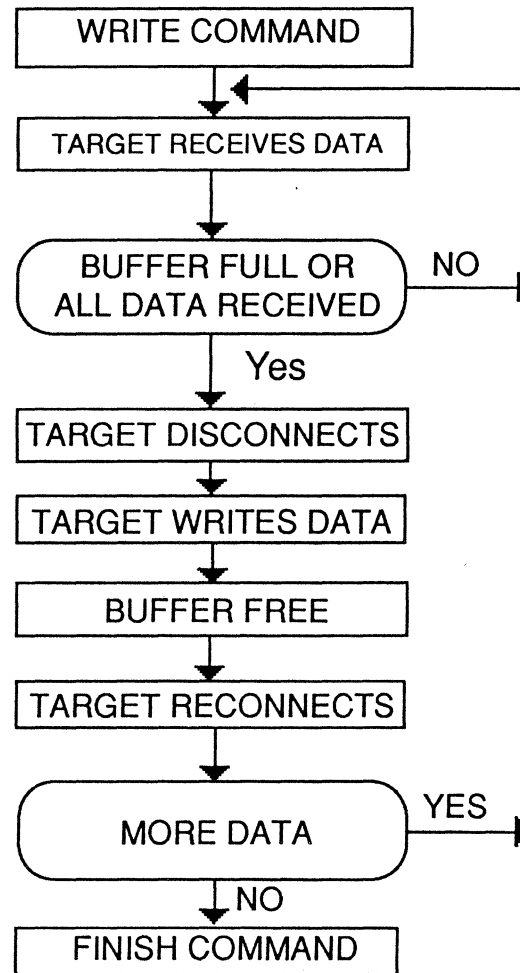 WRITE COMMAND
TARGET RECEIVES DATA
BUFFER FULL OR
ALL DATA RECEIVED
NO
Yes
TARGET DISCONNECTS
TARGET WRITES DATA
BUFFER FREE
TARGET RECONNECTS
MORE DATA
YES
NO
FINISH COMMAND